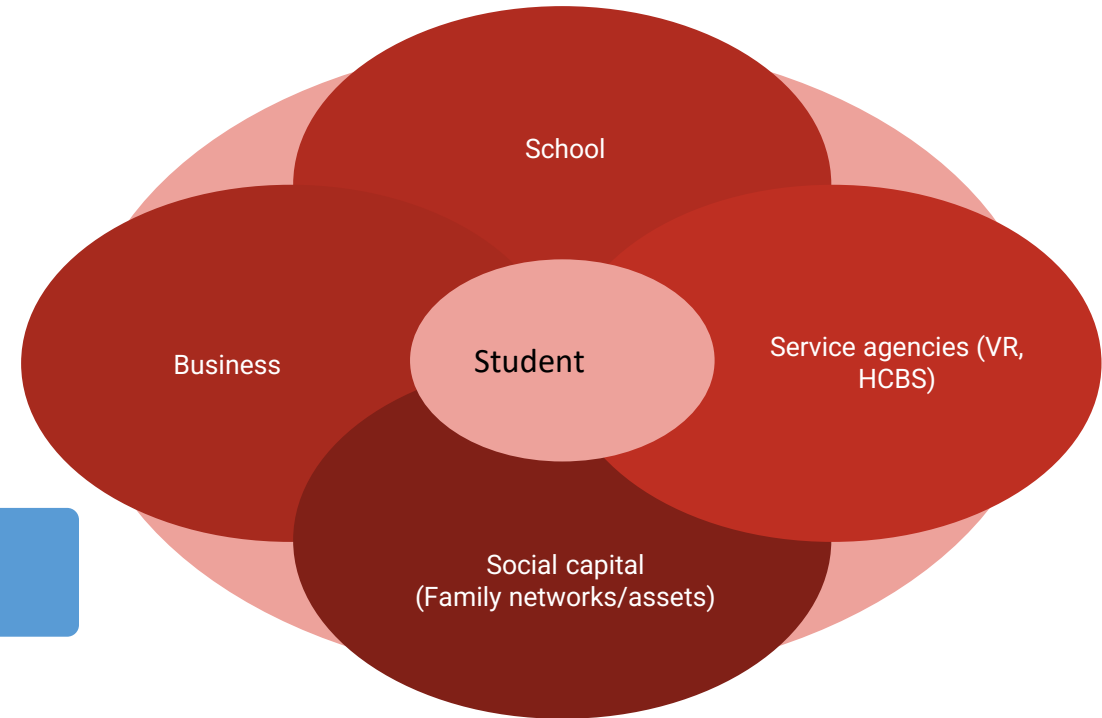 School
Business
Student
Service agencies (VR,
HCBS)
Social capital
(Family networks/assets)